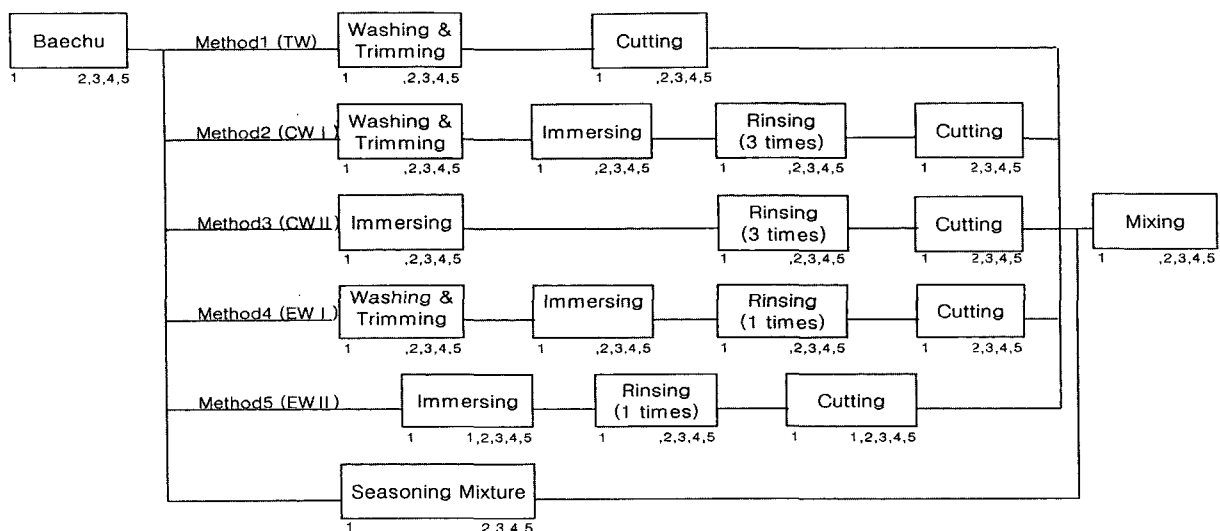 Baechu
1 2,3,4,5
Method1 (TW)
Washing &
Trimming
1 ,2,3,4,5
Cutting
1 ,2,3,4,5
Method2 (CW I)
Washing &
Trimming
1 ,2,3,4,5
Immersing
1 ,2,3,4,5
Rinsing
(3 times)
1 ,2,3,4,5
Cutting
1 2,3,4,5
Method3 (CW II)
Immersing
1 ,2,3,4,5
Rinsing
(3 times)
1 ,2,3,4,5
Cutting
1 2,3,4,5
Mixing
1 ,2,3,4,5
Method4 (EW I)
Washing &
Trimming
1 ,2,3,4,5
Immersing
1 ,2,3,4,5
Rinsing
(1 times)
1 ,2,3,4,5
Cutting
1 2,3,4,5
Method5 (EW II)
Immersing
1 1,2,3,4,5
Rinsing
(1 times)
1 ,2,3,4,5
Cutting
1 1,2,3,4,5
Seasoning Mixture
1 2,3,4,5